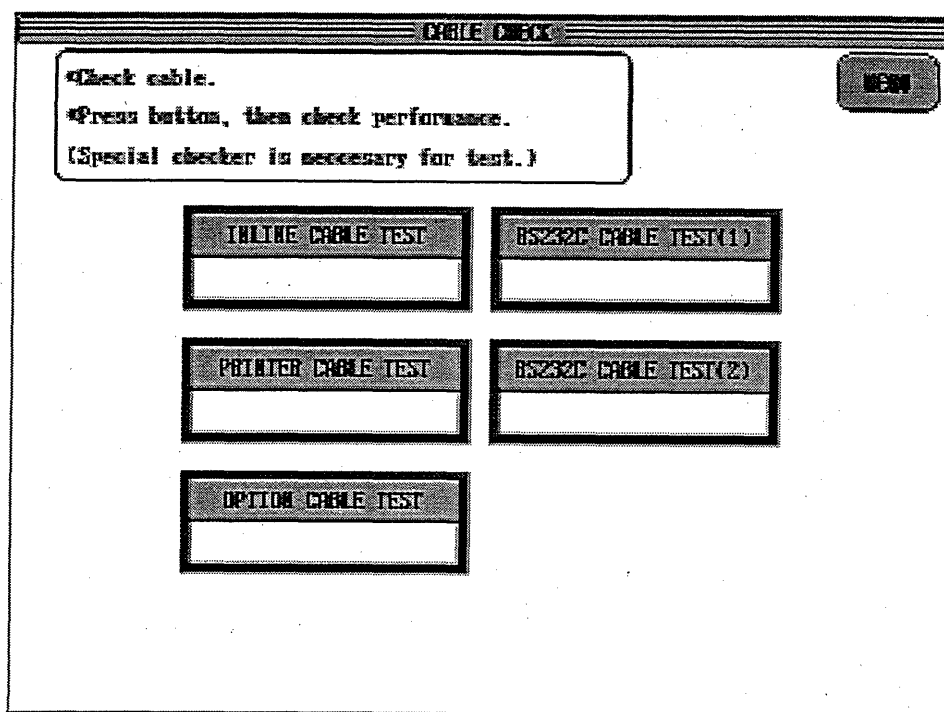 CABLE CHECK
*Check cable.
MENU
*Press button, then check performance.
(Special checker is neccesary for test.)
INLINE CABLE TEST
RS232C CABLE TEST(1)
PRINTER CABLE TEST
RS232C CABLE TEST(2)
OPTION CABLE TEST